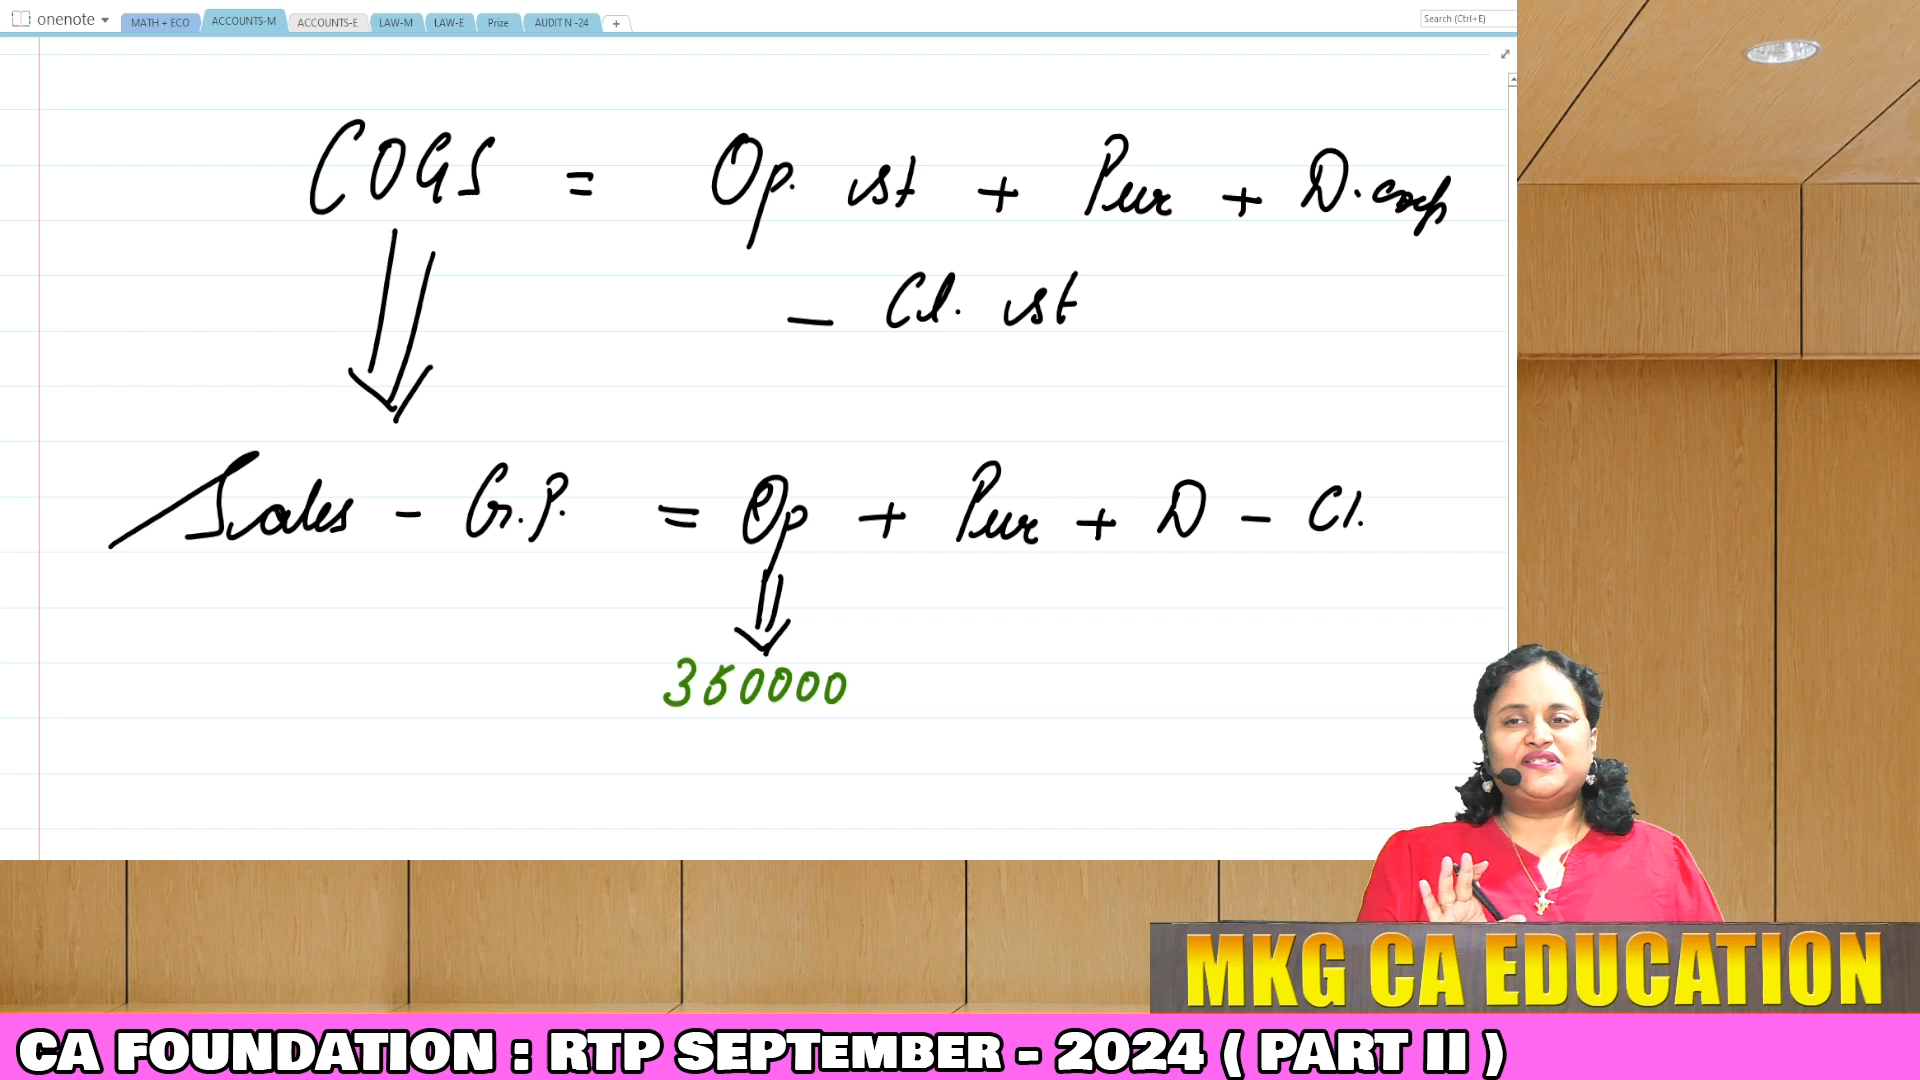 onenote
MATH + ECO ACCOUNTS-M ACCOUNTS-E LAW-M LAW-E Prize AUDIT N -24 +
Search (Ctrl+E)
COGS = Op. st + Pur + D. exp
- Cl. st
Sales - G.P. = Op + Pur + D - Cl.
350000
MKG CA EDUCATION
CA FOUNDATION : RTP SEPTEMBER - 2024 ( PART II )